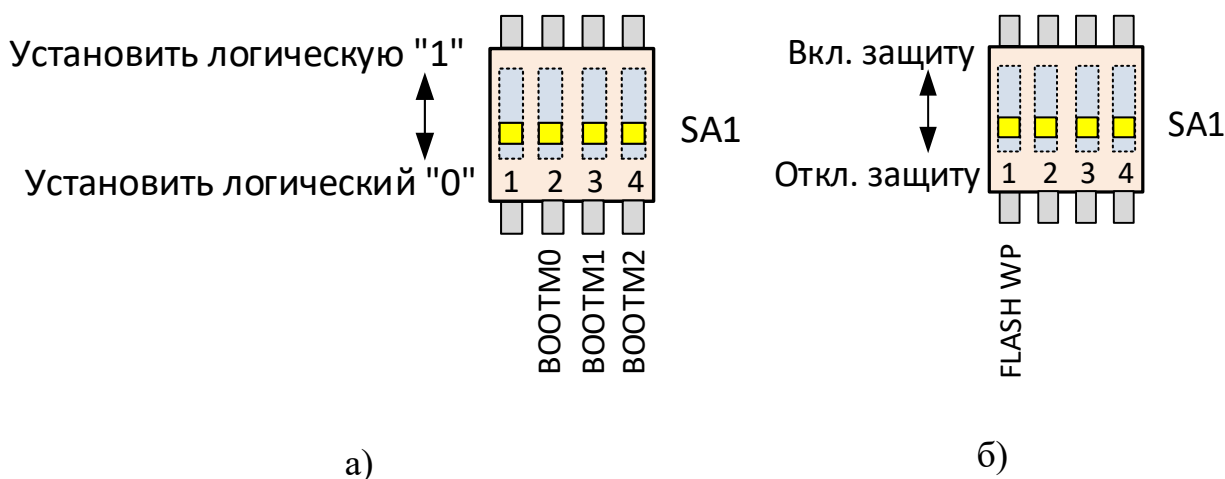 Установить логическую "1"
Установить логический "0"
1 2 3 4
SA1
BOOTM0
BOOTM1
BOOTM2
а)
Вкл. защиту
Откл. защиту
1 2 3 4
SA1
FLASH WP
б)